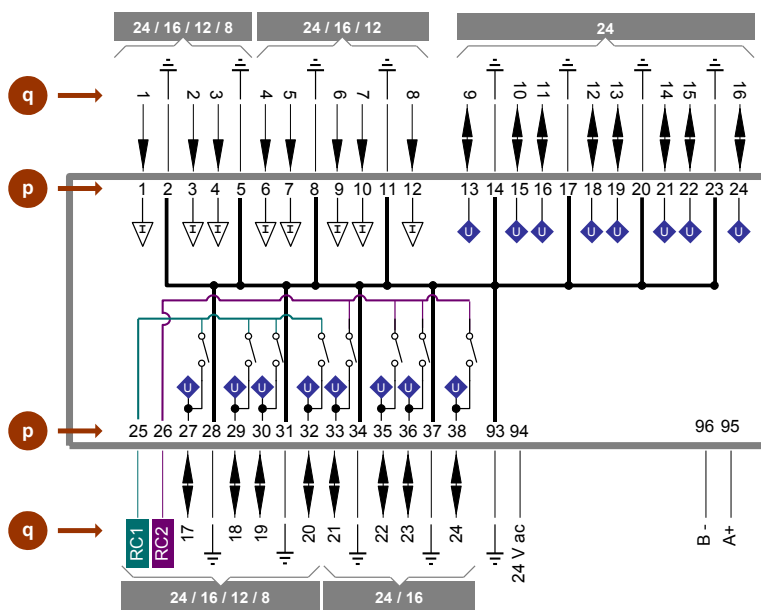 24 / 16 / 12 / 8 24 / 16 / 12 24
q 1 2 3 4 5 6 7 8 9 10 11 12 13 14 15 16
p 1 2 3 4 5 6 7 8 9 10 11 12 13 14 15 16 17 18 19 20 21 22 23 24
I I I I I I I I U U U U U U U U
U U U U U U U U
p 25 26 27 28 29 30 31 32 33 34 35 36 37 38 93 94 96 95
q RC1 RC2 17 18 19 20 21 22 23 24 24 V ac B - A+
24 / 16 / 12 / 8 24 / 16